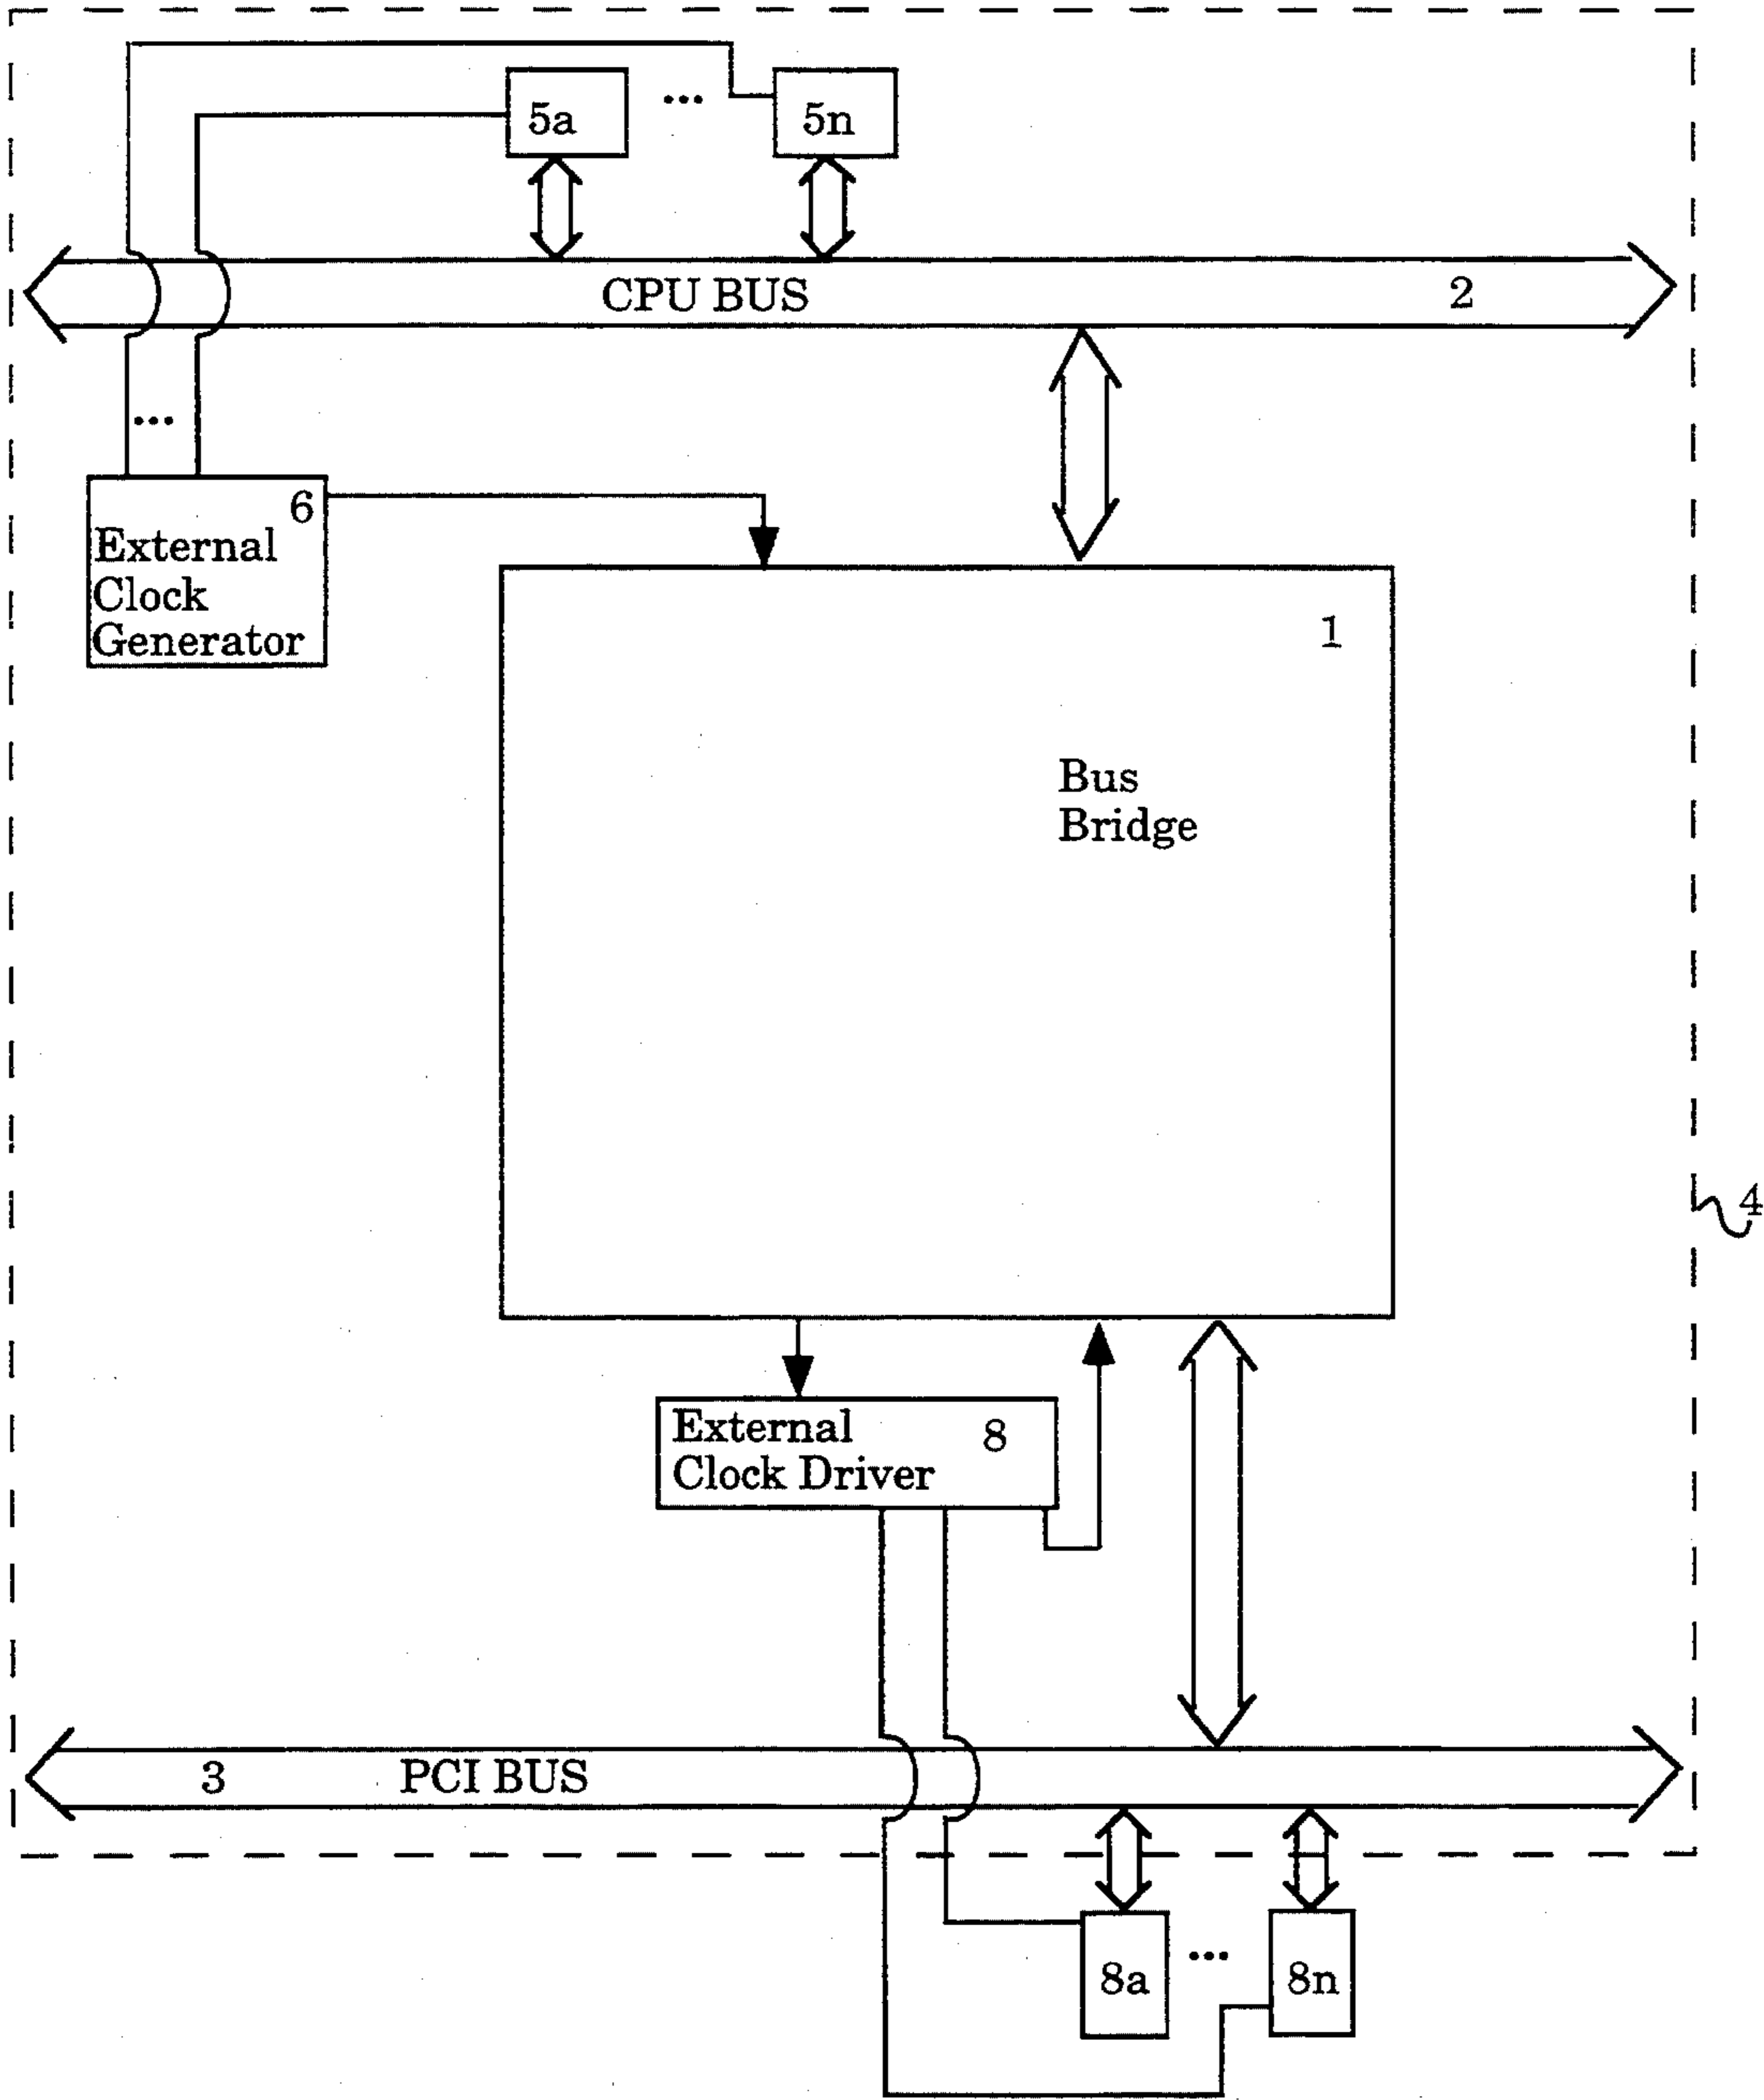 5a
...
5n
CPU BUS
2
...
6
External
Clock
Generator
1
Bus
Bridge
4
External
Clock Driver
8
3
PCI BUS
8a
...
8n